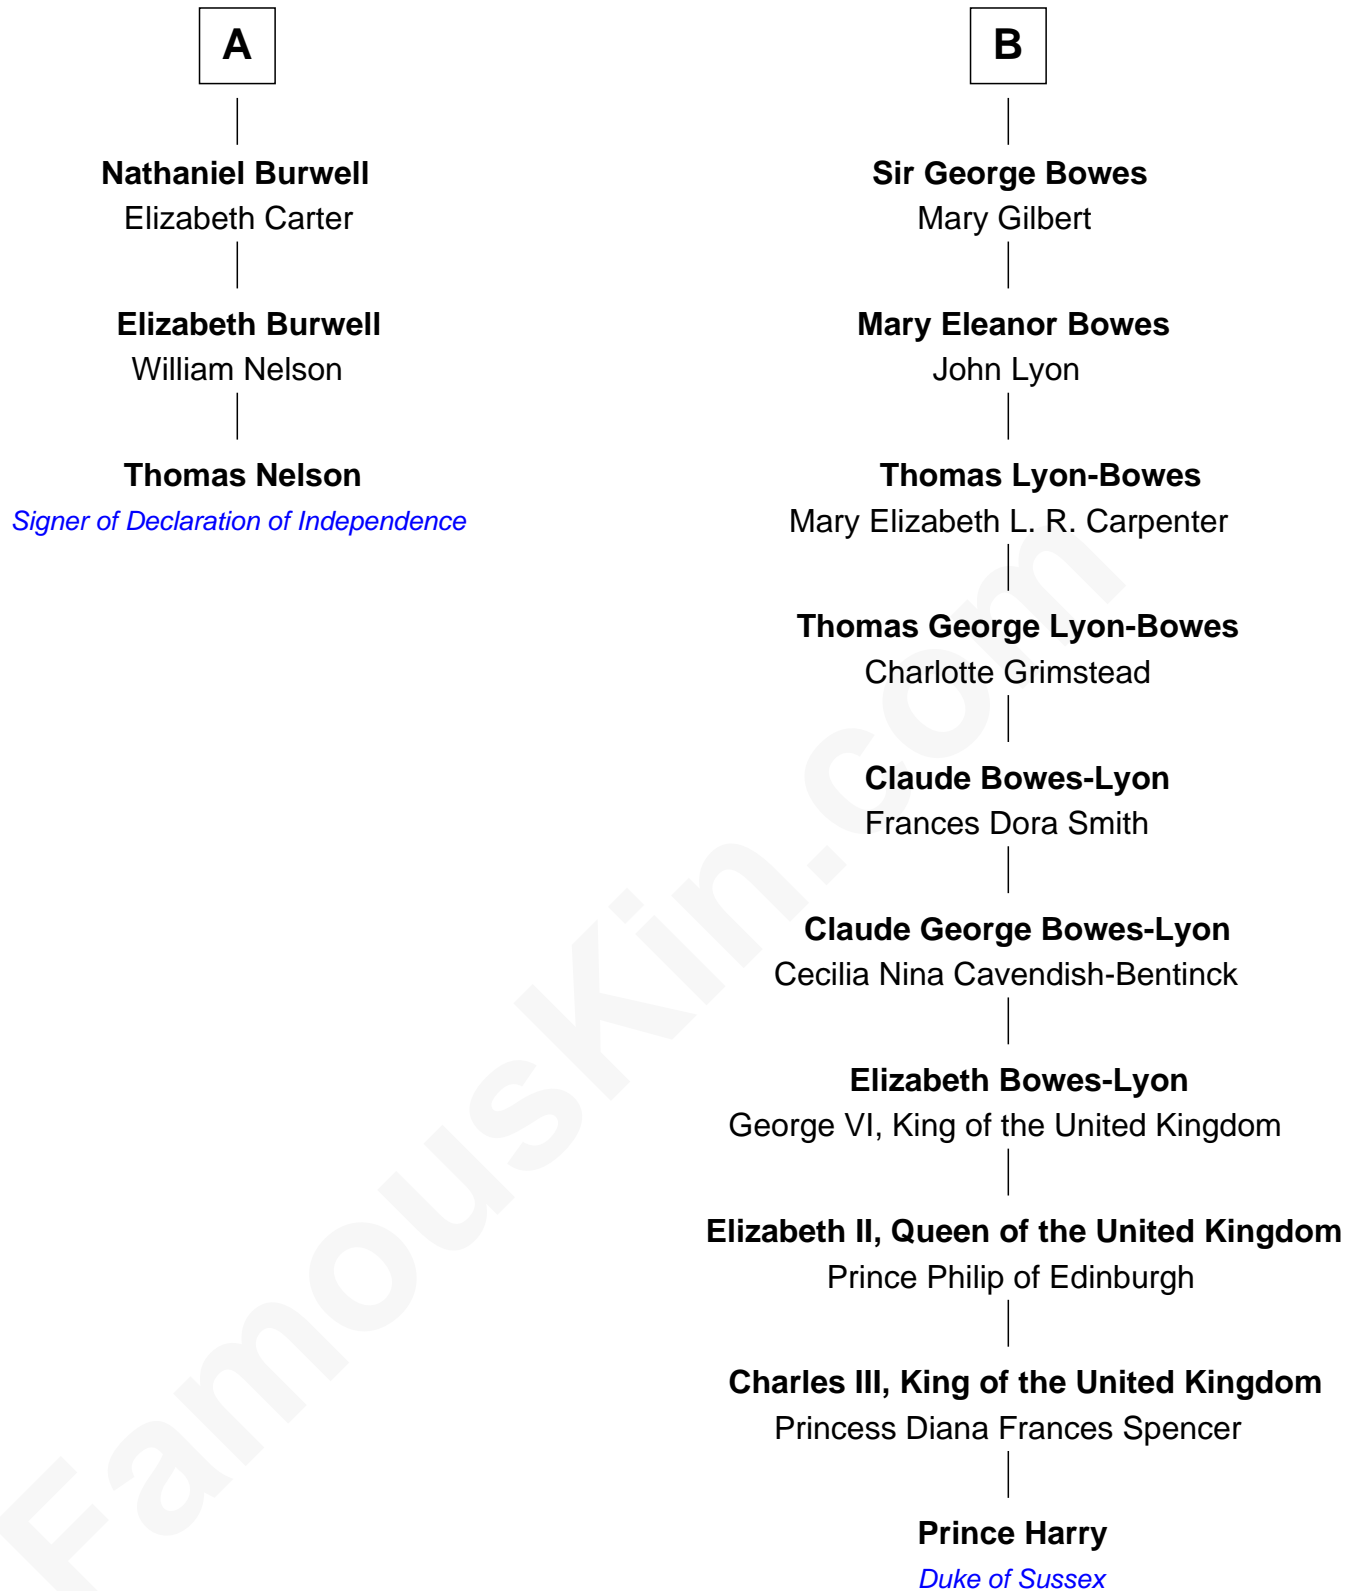 A
Nathaniel Burwell
Elizabeth Carter
Elizabeth Burwell
William Nelson
Thomas Nelson
Signer of Declaration of Independence
B
Sir George Bowes
Mary Gilbert
Mary Eleanor Bowes
John Lyon
Thomas Lyon-Bowes
Mary Elizabeth L. R. Carpenter
Thomas George Lyon-Bowes
Charlotte Grimstead
Claude Bowes-Lyon
Frances Dora Smith
Claude George Bowes-Lyon
Cecilia Nina Cavendish-Bentinck
Elizabeth Bowes-Lyon
George VI, King of the United Kingdom
Elizabeth II, Queen of the United Kingdom
Prince Philip of Edinburgh
Charles III, King of the United Kingdom
Princess Diana Frances Spencer
Prince Harry
Duke of Sussex
FamousKin.com